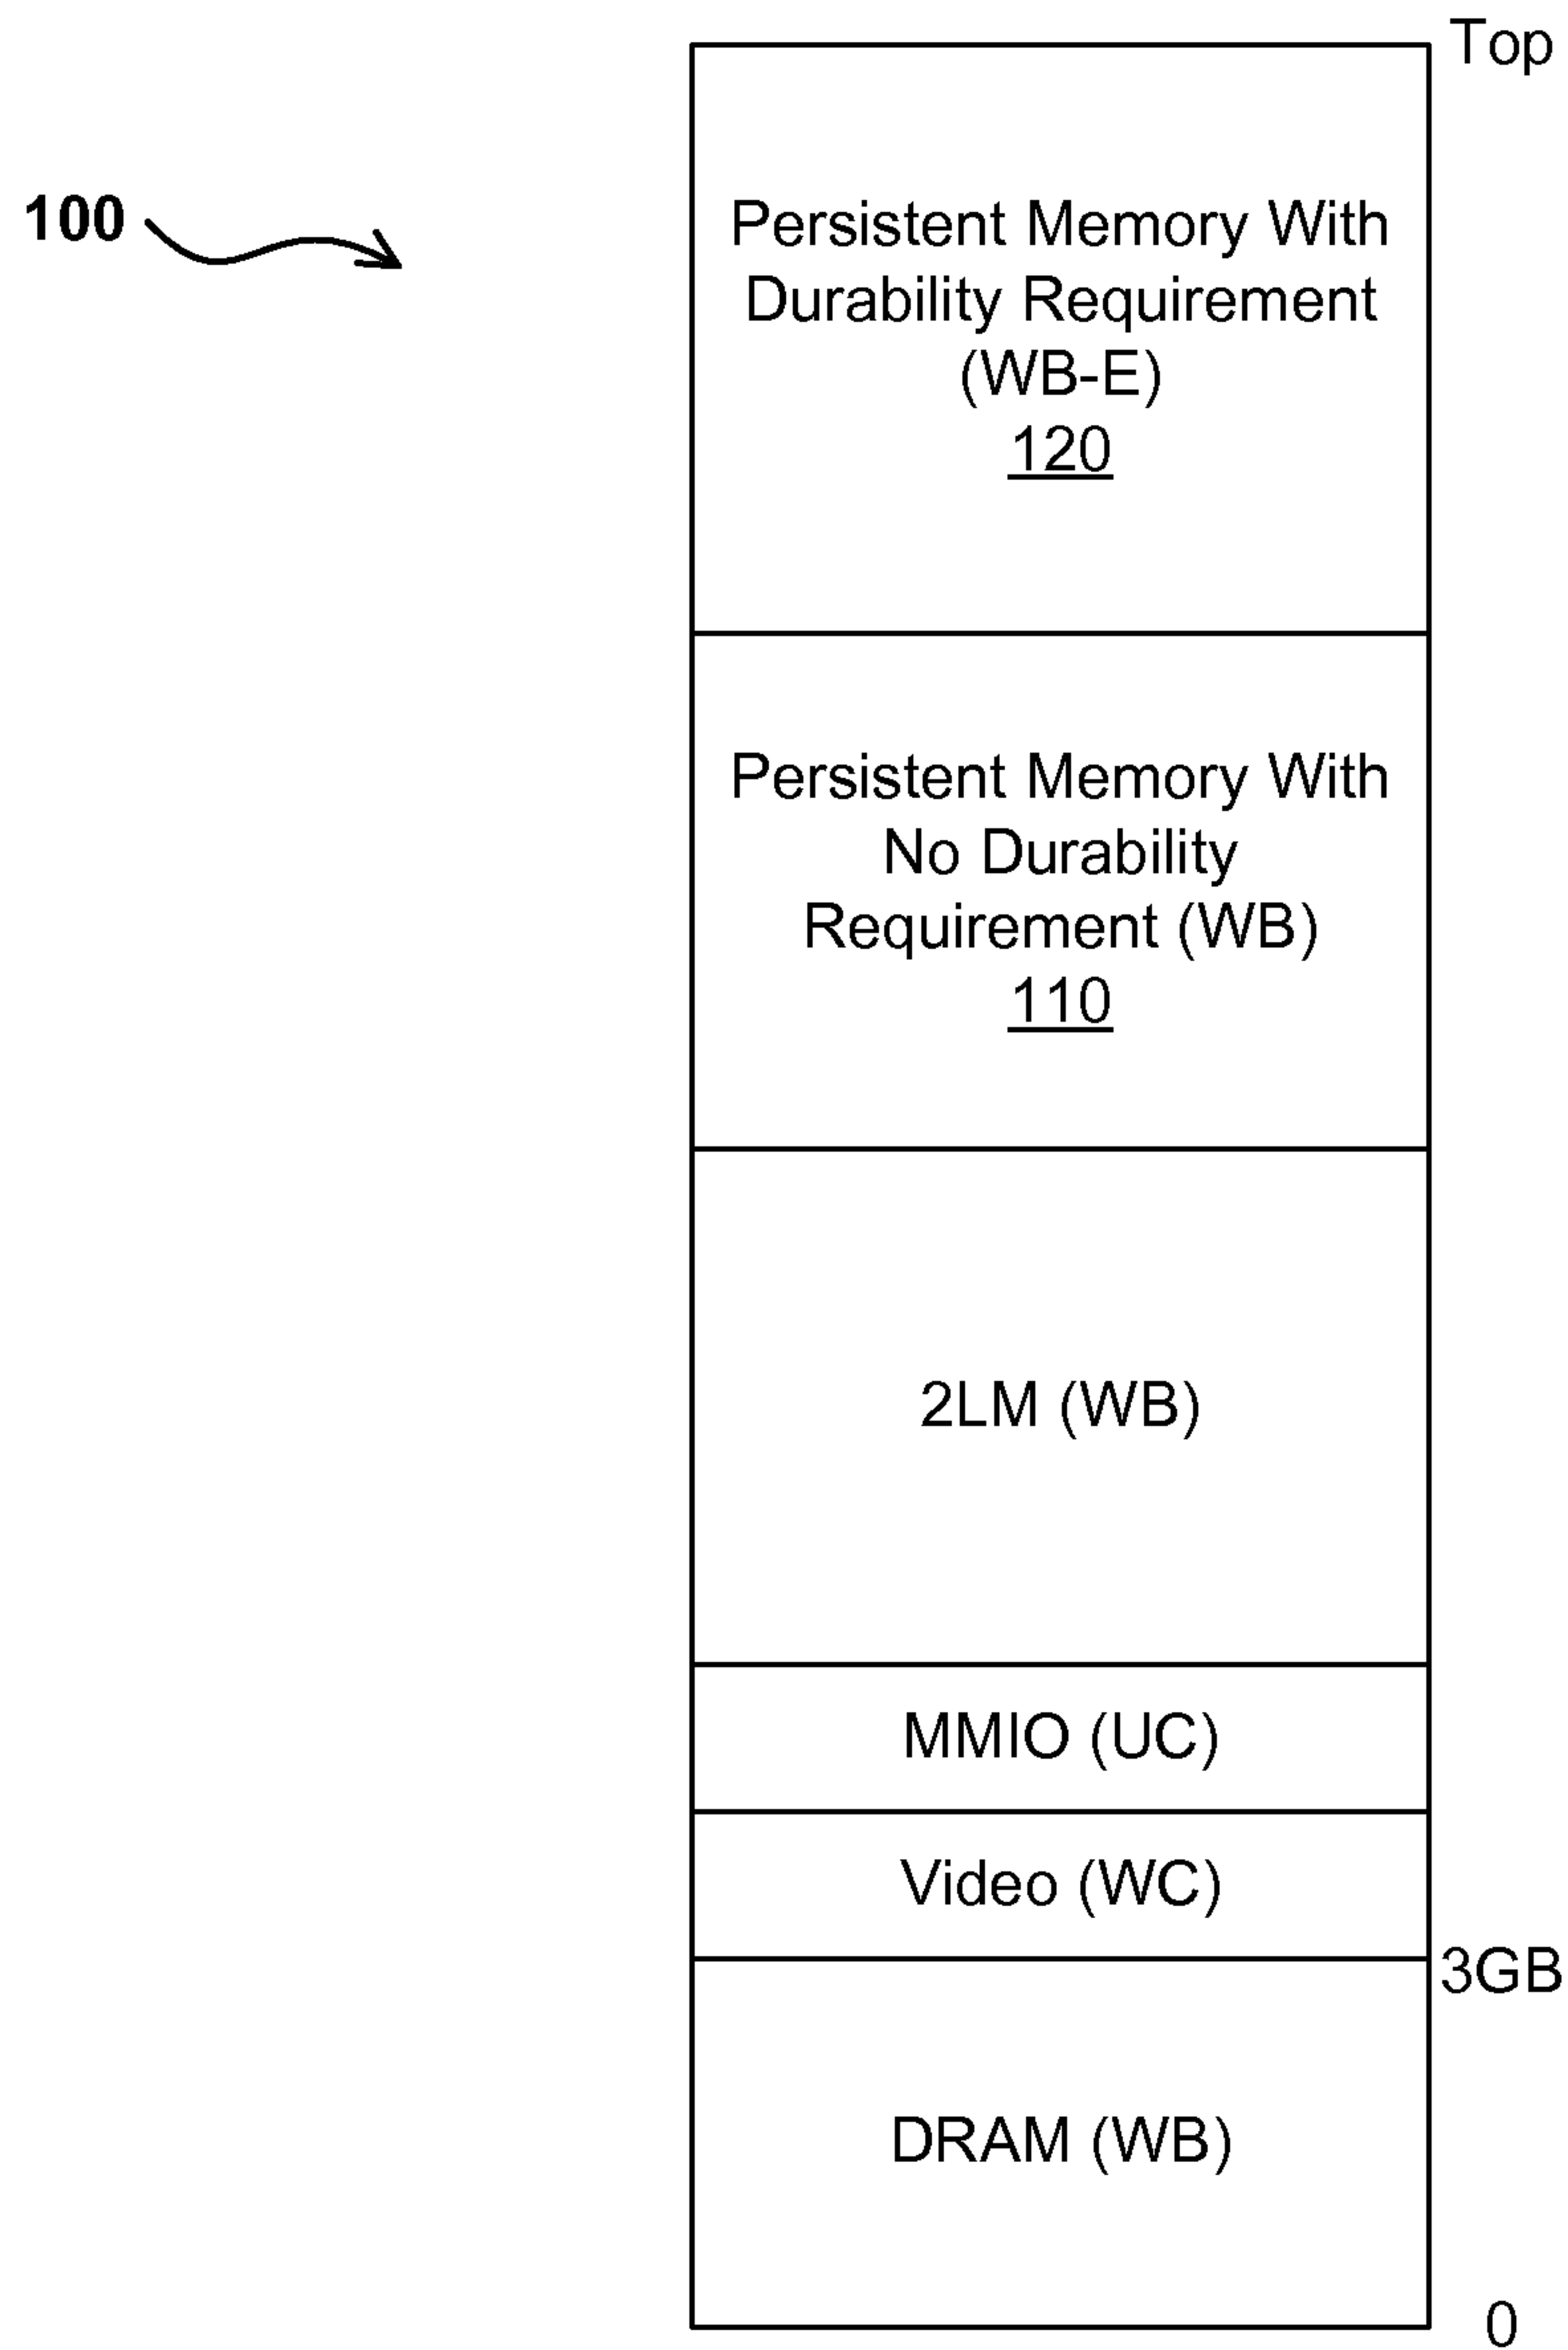 Top
100
Persistent Memory With
Durability Requirement
(WB-E)
120
Persistent Memory With
No Durability
Requirement (WB)
110
2LM (WB)
MMIO (UC)
Video (WC)
3GB
DRAM (WB)
0